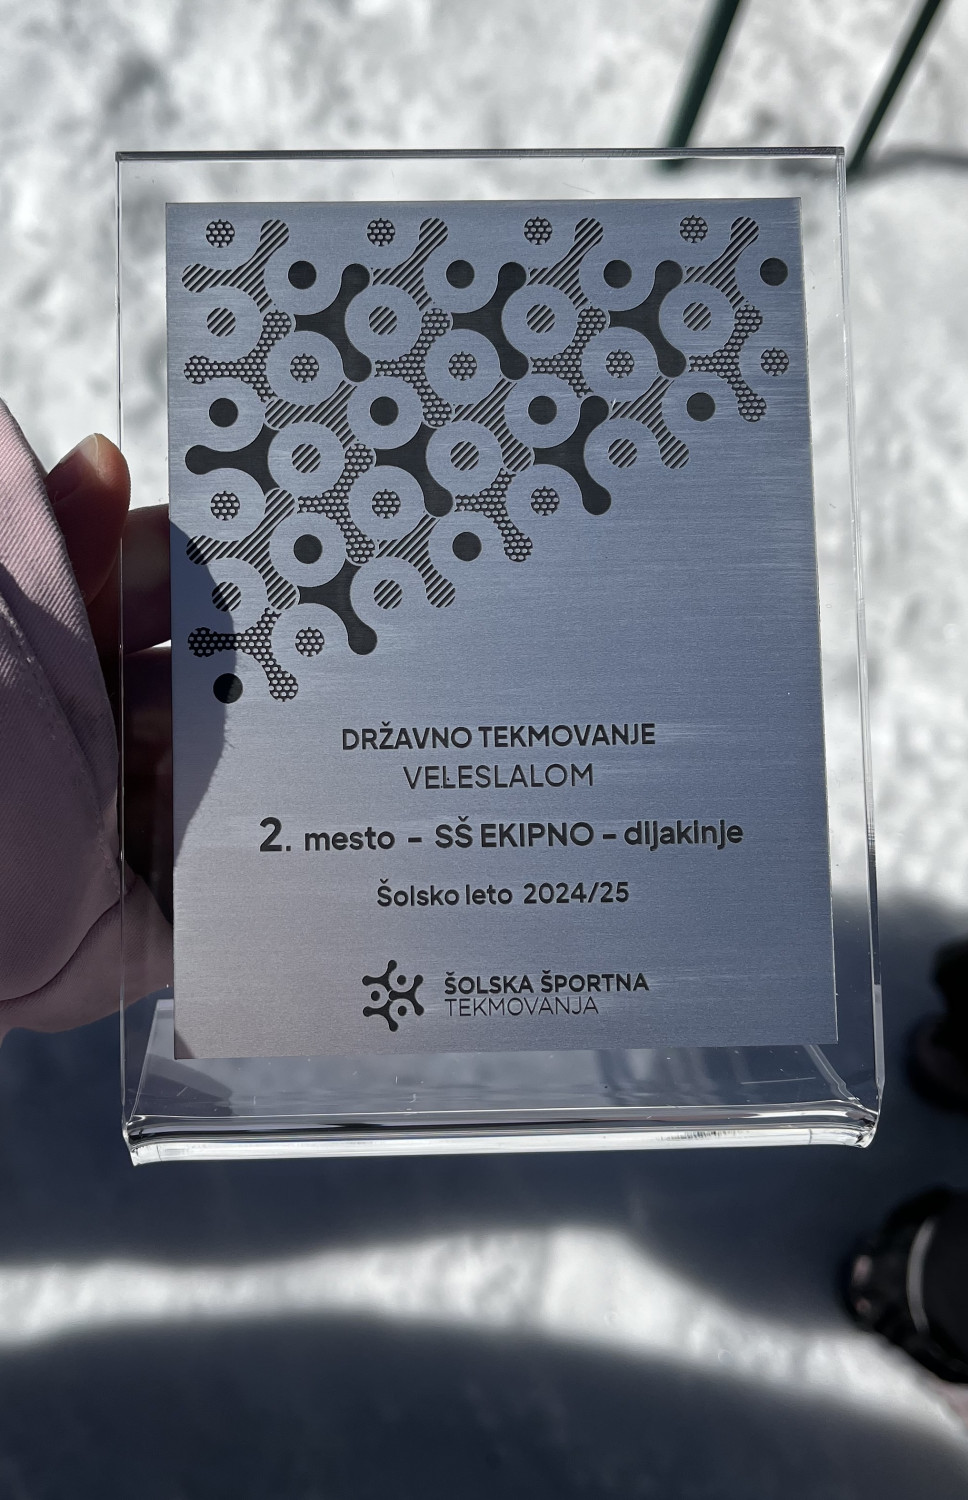 DRŽAVNO TEKMOVANJE
VELESLALOM
2. mesto - SŠ EKIPNO - dijakinje
Šolsko leto 2024/25
ŠOLSKA ŠPORTNA
TEKMOVANJA